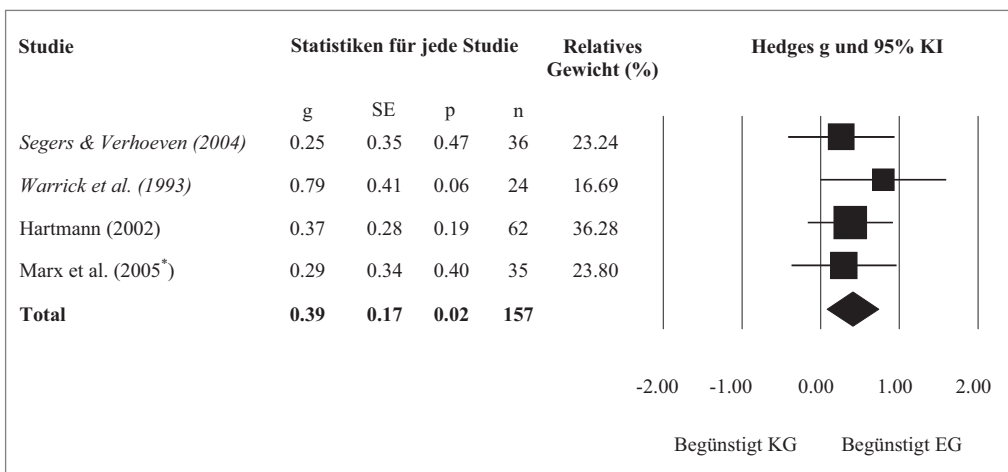 Studie Statistiken für jede Studie Relatives Hedges g und 95% KI
Gewicht (%)
g SE p n
Segers & Verhoeven (2004) 0.25 0.35 0.47 36 23.24
Warrick et al. (1993) 0.79 0.41 0.06 24 16.69
Hartmann (2002) 0.37 0.28 0.19 62 36.28
Marx et al. (2005*) 0.29 0.34 0.40 35 23.80
Total 0.39 0.17 0.02 157
-2.00 -1.00 0.00 1.00 2.00
Begünstigt KG Begünstigt EG